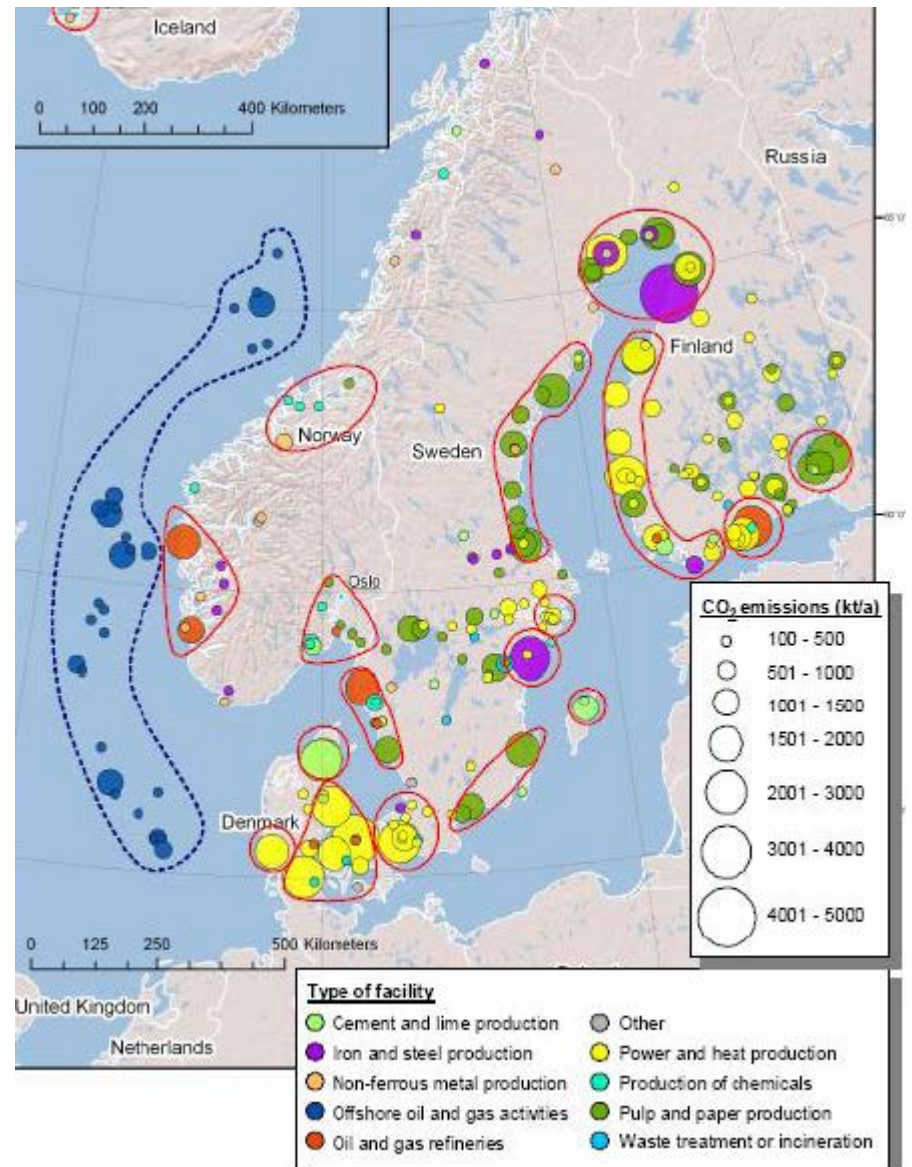 Iceland
0 100 200 400 Kilometers
Russia
Finland
Norway
Sweden
Oslo
Denmark
CO2 emissions (kt/a)
100 - 500
501 - 1000
1001 - 1500
1501 - 2000
2001 - 3000
3001 - 4000
4001 - 5000
0 125 250 500 Kilometers
United Kingdom
Netherlands
Type of facility
Cement and lime production
Iron and steel production
Non-ferrous metal production
Offshore oil and gas activities
Oil and gas refineries
Other
Power and heat production
Production of chemicals
Pulp and paper production
Waste treatment or incineration